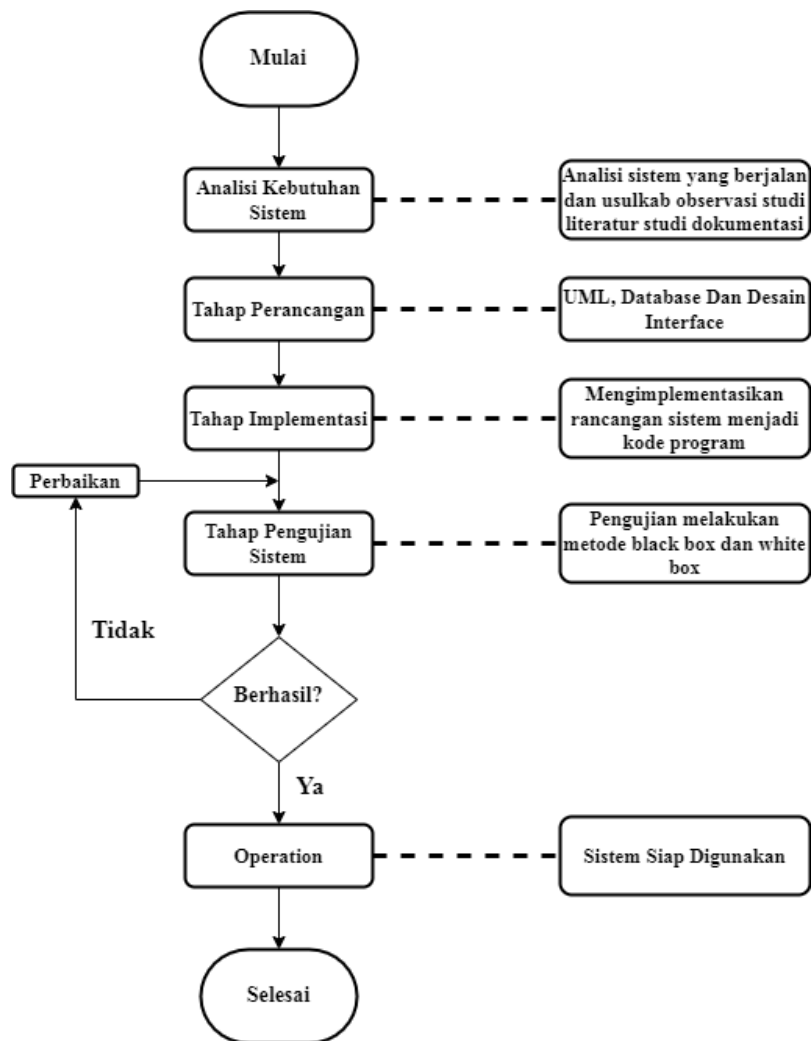 Mulai
Analisi Kebutuhan
Sistem
Analisi sistem yang berjalan
dan usulkab observasi studi
literatur studi dokumentasi
Tahap Perancangan
UML, Database Dan Desain
Interface
Tahap Implementasi
Mengimplementasikan
rancangan sistem menjadi
kode program
Perbaikan
Tahap Pengujian
Sistem
Pengujian melakukan
metode black box dan white
box
Tidak
Berhasil?
Ya
Operation
Sistem Siap Digunakan
Selesai